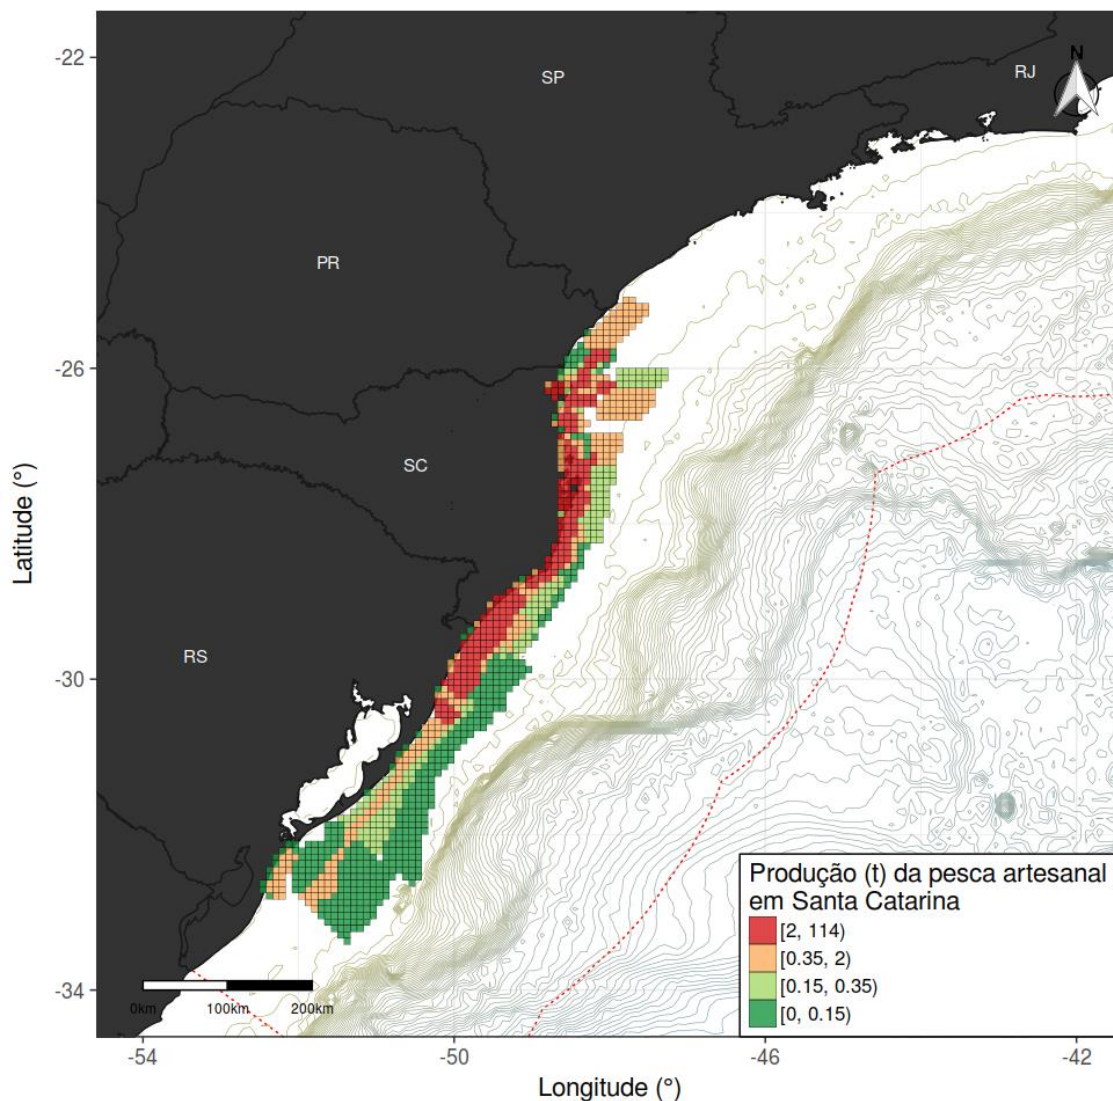 N
-22
SP
RJ
PR
-26
SC
Latitude (°)
-30
RS
Produção (t) da pesca artesanal
em Santa Catarina
[2, 114)
[0.35, 2)
[0.15, 0.35)
[0, 0.15)
-34
0km 100km 200km
-54 -50 -46 -42
Longitude (°)